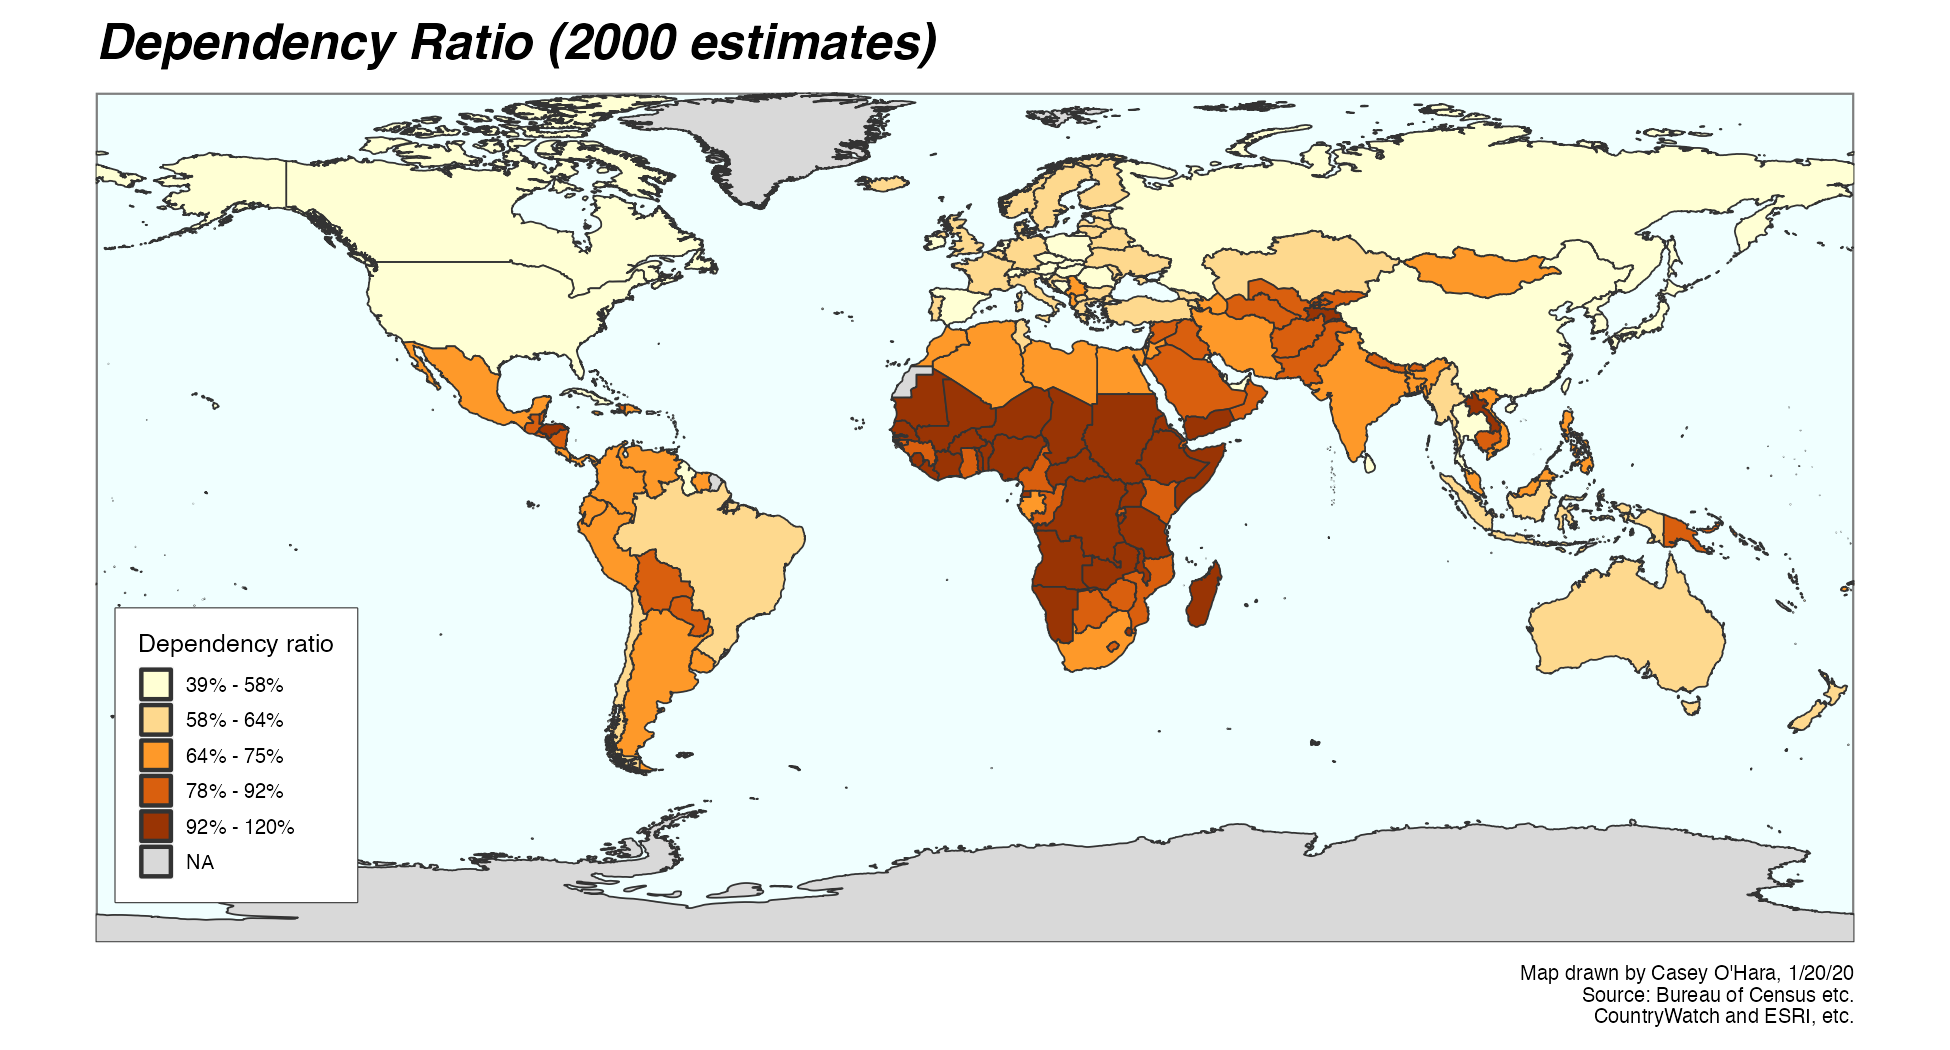 Dependency Ratio (2000 estimates)
Dependency ratio
39% - 58%
58% - 64%
64% - 75%
78% - 92%
92% - 120%
NA
Map drawn by Casey O'Hara, 1/20/20
Source: Bureau of Census etc.
CountryWatch and ESRI, etc.